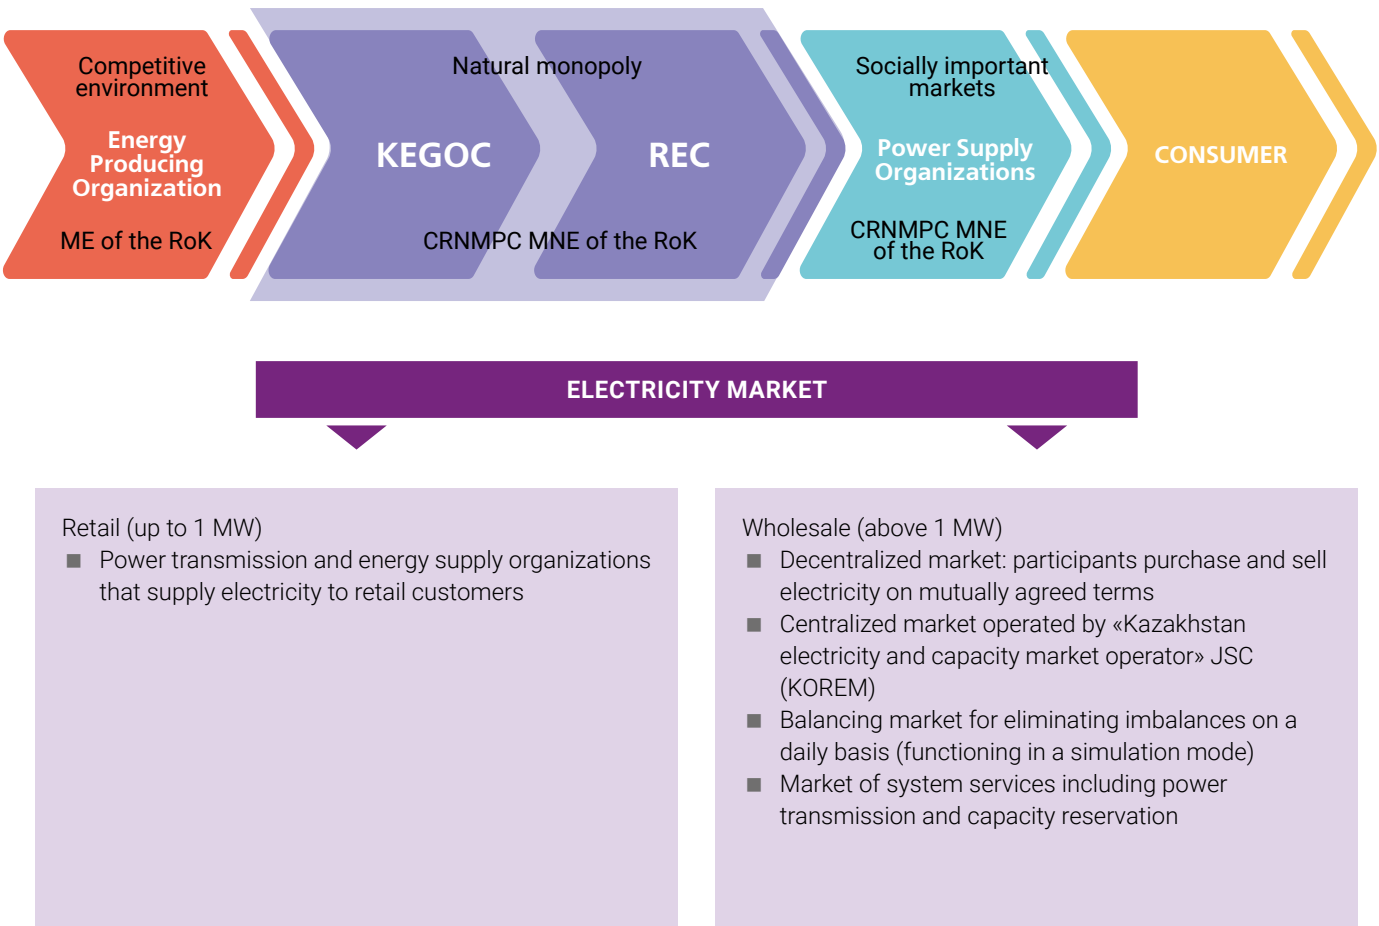 Competitive
environment
Energy
Producing
Organization
ME of the RoK
Natural monopoly
KEGOC
REC
CRNMPC MNE of the RoK
Socially important
markets
Power Supply
Organizations
CRNMPC MNE
of the RoK
CONSUMER
ELECTRICITY MARKET
Retail (up to 1 MW)
■ Power transmission and energy supply organizations
that supply electricity to retail customers
Wholesale (above 1 MW)
■ Decentralized market: participants purchase and sell
electricity on mutually agreed terms
■ Centralized market operated by «Kazakhstan
electricity and capacity market operator» JSC
(KOREM)
■ Balancing market for eliminating imbalances on a
daily basis (functioning in a simulation mode)
■ Market of system services including power
transmission and capacity reservation